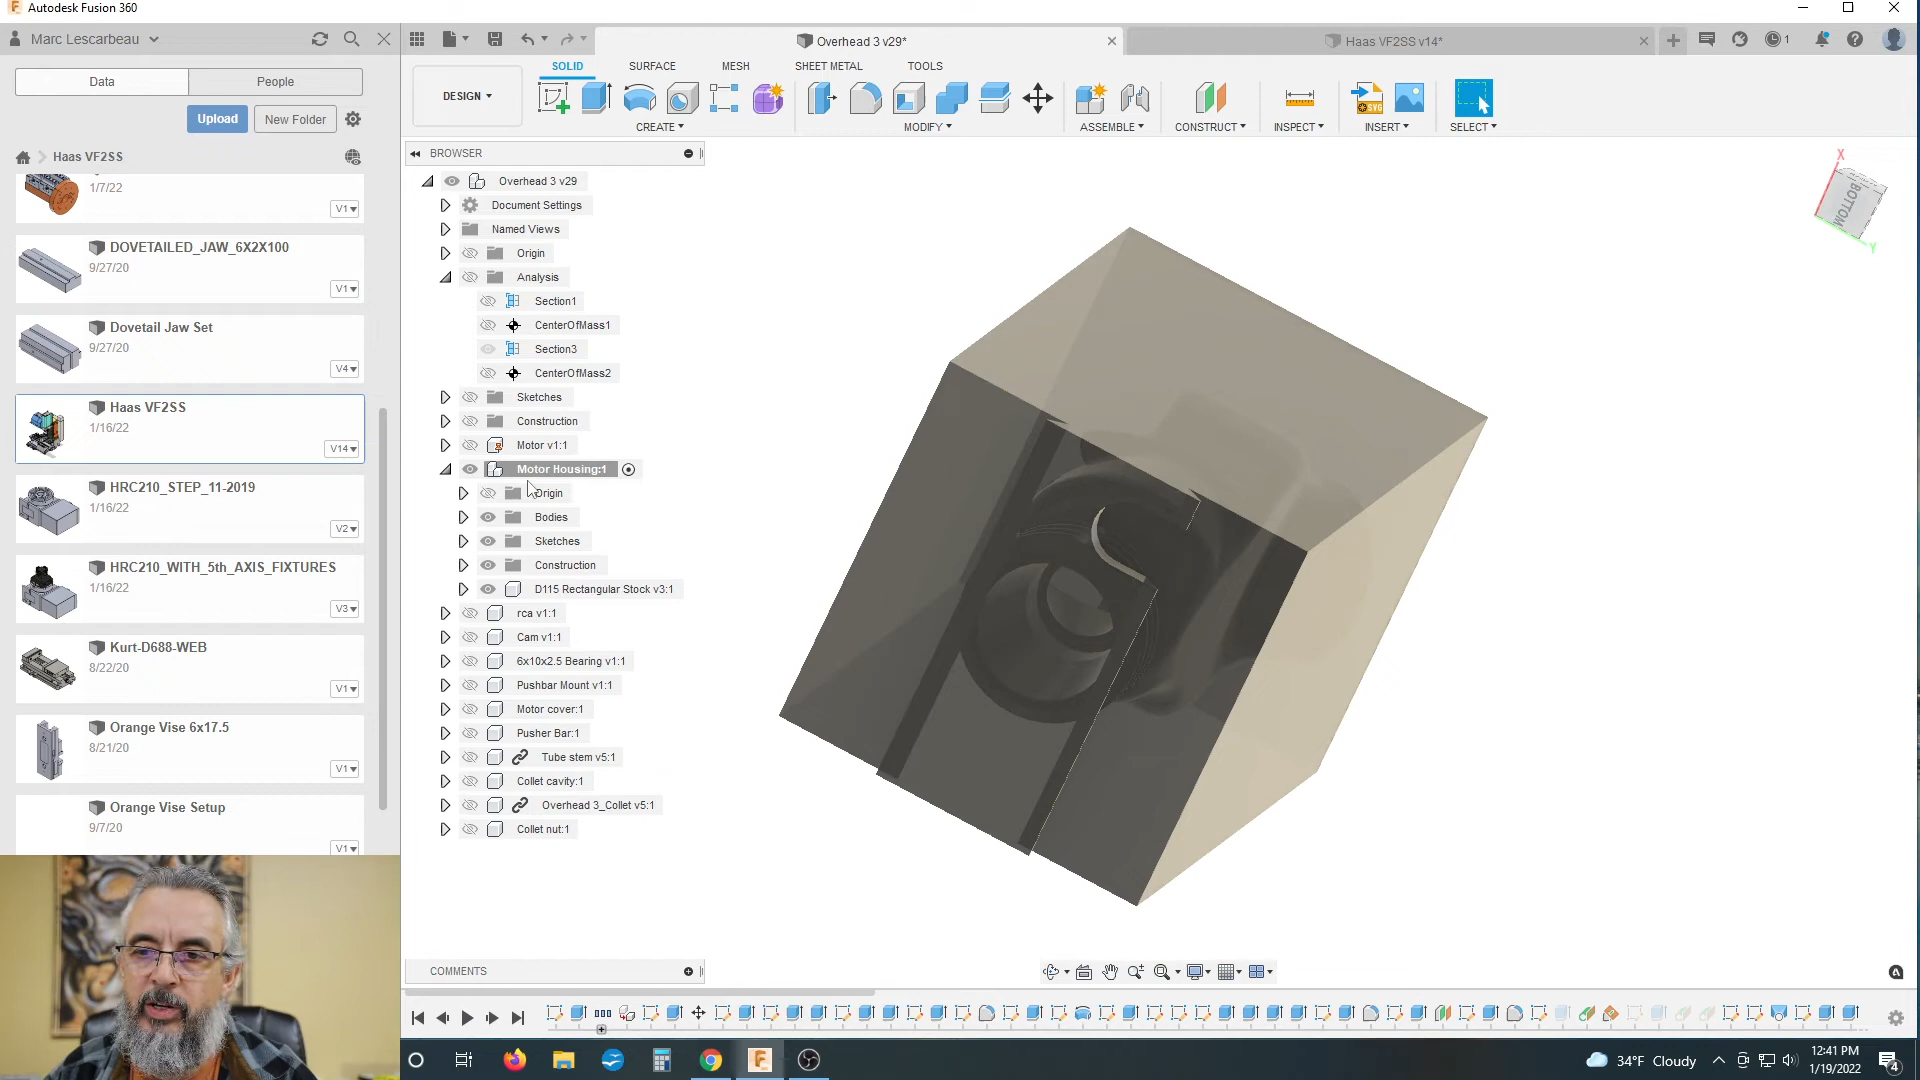 Autodesk Fusion 360
Marc Lescarbeau
Overhead 3 v29*
Haas VF2SS v14*
1
Data
People
Upload
New Folder
Haas VF2SS
1/7/22
V1
DOVETAILED_JAW_6X2X100
9/27/20
V1
Dovetail Jaw Set
9/27/20
V4
Haas VF2SS
1/16/22
V14
HRC210_STEP_11-2019
1/16/22
V2
HRC210_WITH_5th_AXIS_FIXTURES
1/16/22
V3
Kurt-D688-WEB
8/22/20
V1
Orange Vise 6x17.5
8/21/20
V1
Orange Vise Setup
9/7/20
V1
DESIGN
SOLID
SURFACE
MESH
SHEET METAL
TOOLS
CREATE
MODIFY
ASSEMBLE
CONSTRUCT
INSPECT
INSERT
SELECT
BROWSER
Overhead 3 v29
Document Settings
Named Views
Origin
Analysis
Section1
CenterOfMass1
Section3
CenterOfMass2
Sketches
Construction
Motor v1:1
Motor Housing:1
Origin
Bodies
Sketches
Construction
D115 Rectangular Stock v3:1
rca v1:1
Cam v1:1
6x10x2.5 Bearing v1:1
Pushbar Mount v1:1
Motor cover:1
Pusher Bar:1
Tube stem v5:1
Collet cavity:1
Overhead 3_Collet v5:1
Collet nut:1
X
BOTTOM
Y
COMMENTS
34°F Cloudy
12:41 PM
1/19/2022
4